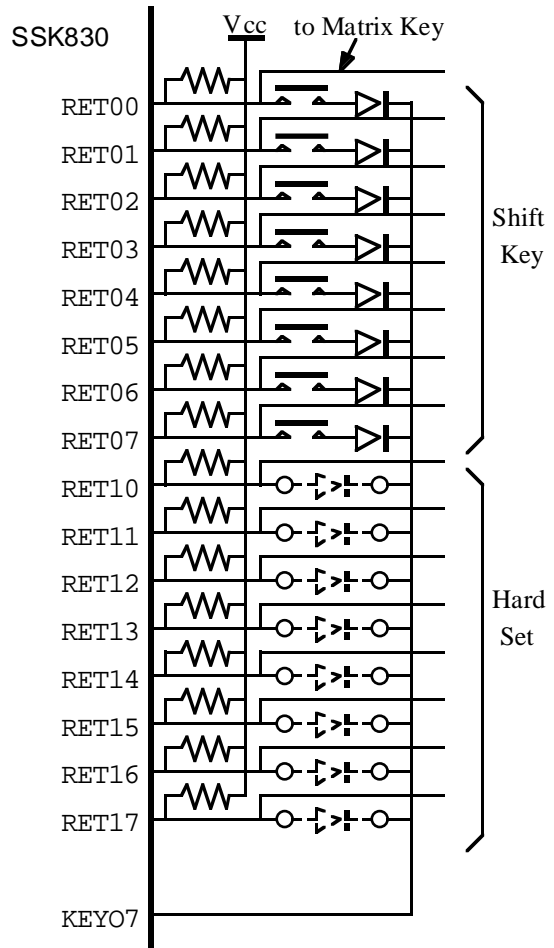 Vcc
to Matrix Key
SSK830
RET00
RET01
RET02
RET03
RET04
RET05
RET06
RET07
Shift
Key
RET10
RET11
RET12
RET13
RET14
RET15
RET16
RET17
Hard
Set
KEYO7